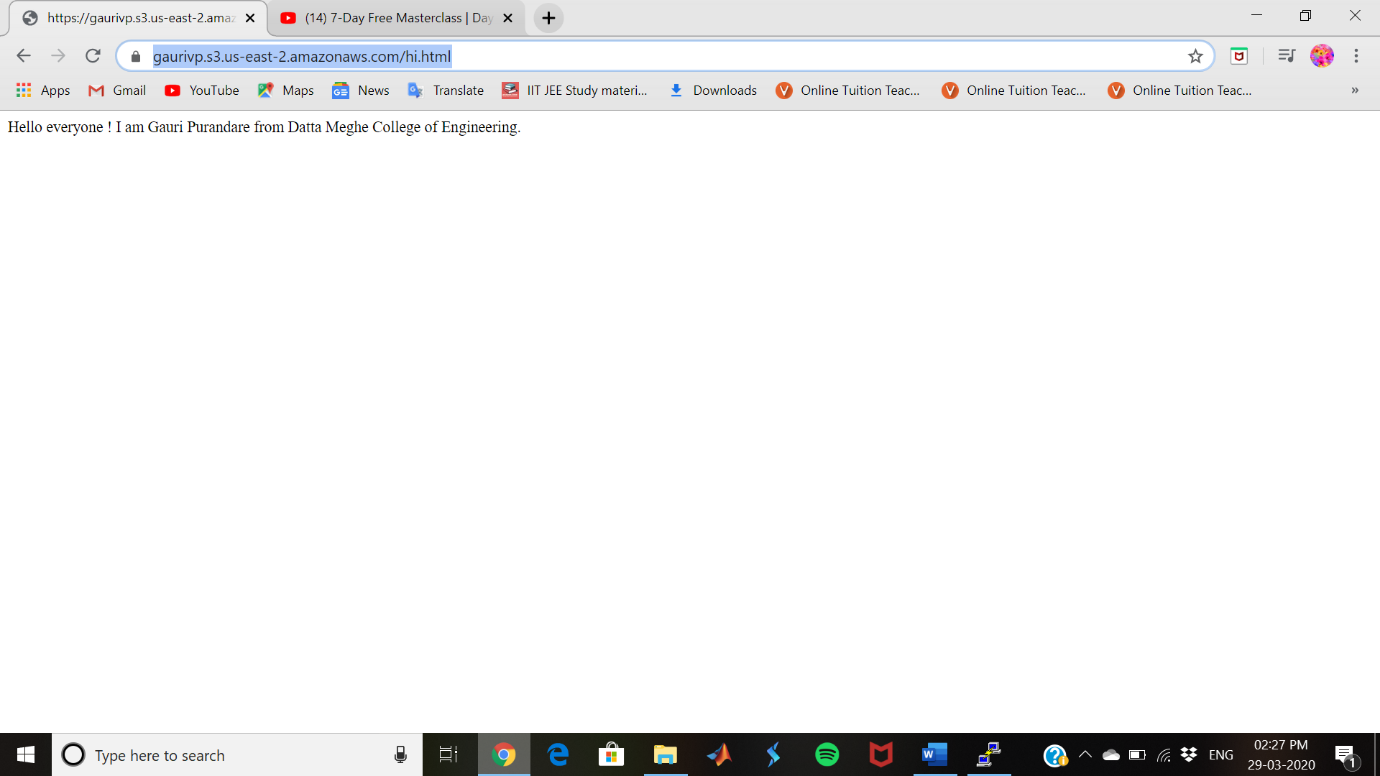 https://gaurivp.s3.us-east-2.amaz
(14) 7-Day Free Masterclass | Day
gaurivp.s3.us-east-2.amazonaws.com/hi.html
Apps Gmail YouTube Maps News Translate IIT JEE Study materi... Downloads Online Tuition Teac... Online Tuition Teac... Online Tuition Teac... »
Hello everyone ! I am Gauri Purandare from Datta Meghe College of Engineering.
Type here to search
ENG
02:27 PM
29-03-2020
1